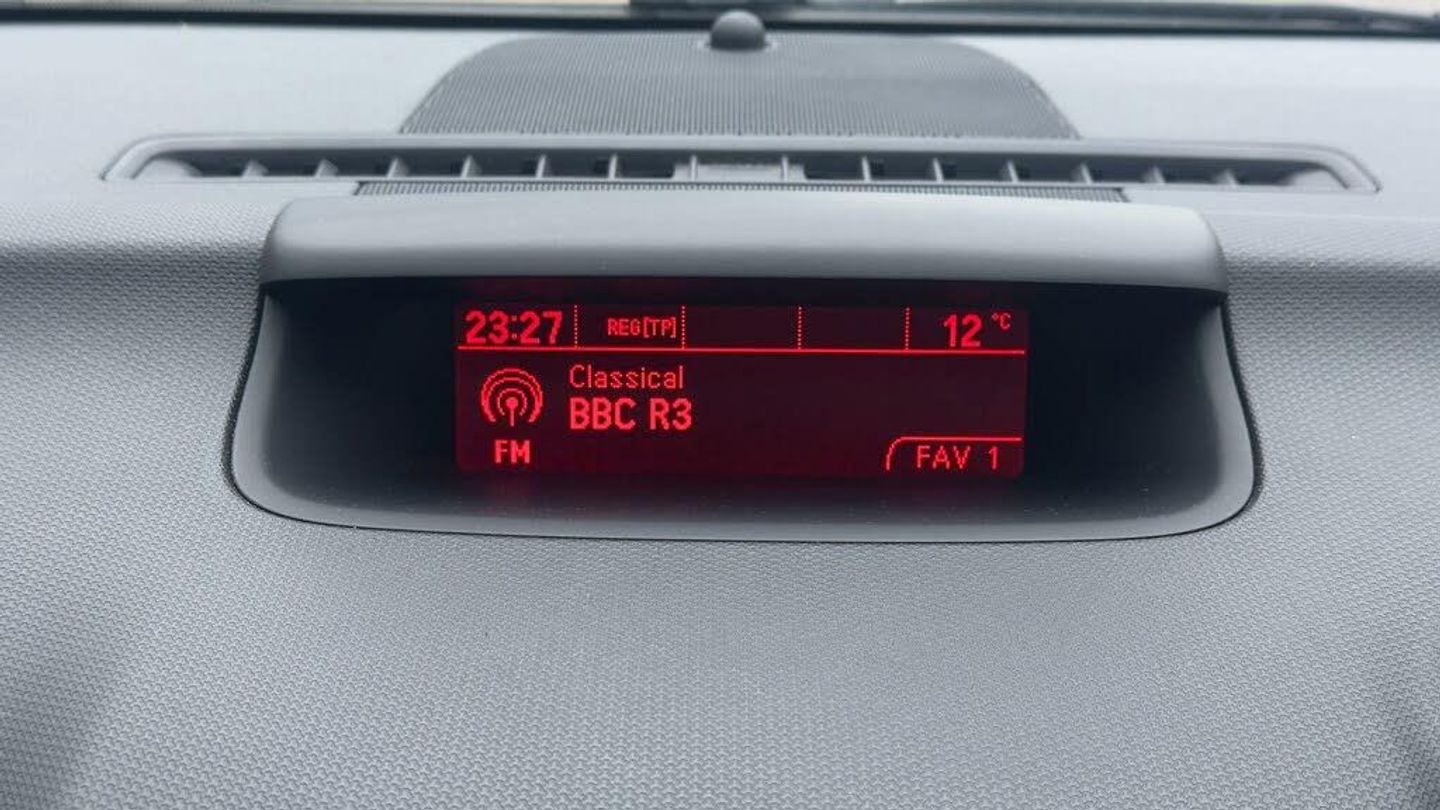 23:27 REG[TP] 12 °C
Classical
BBC R3
FM
FAV 1